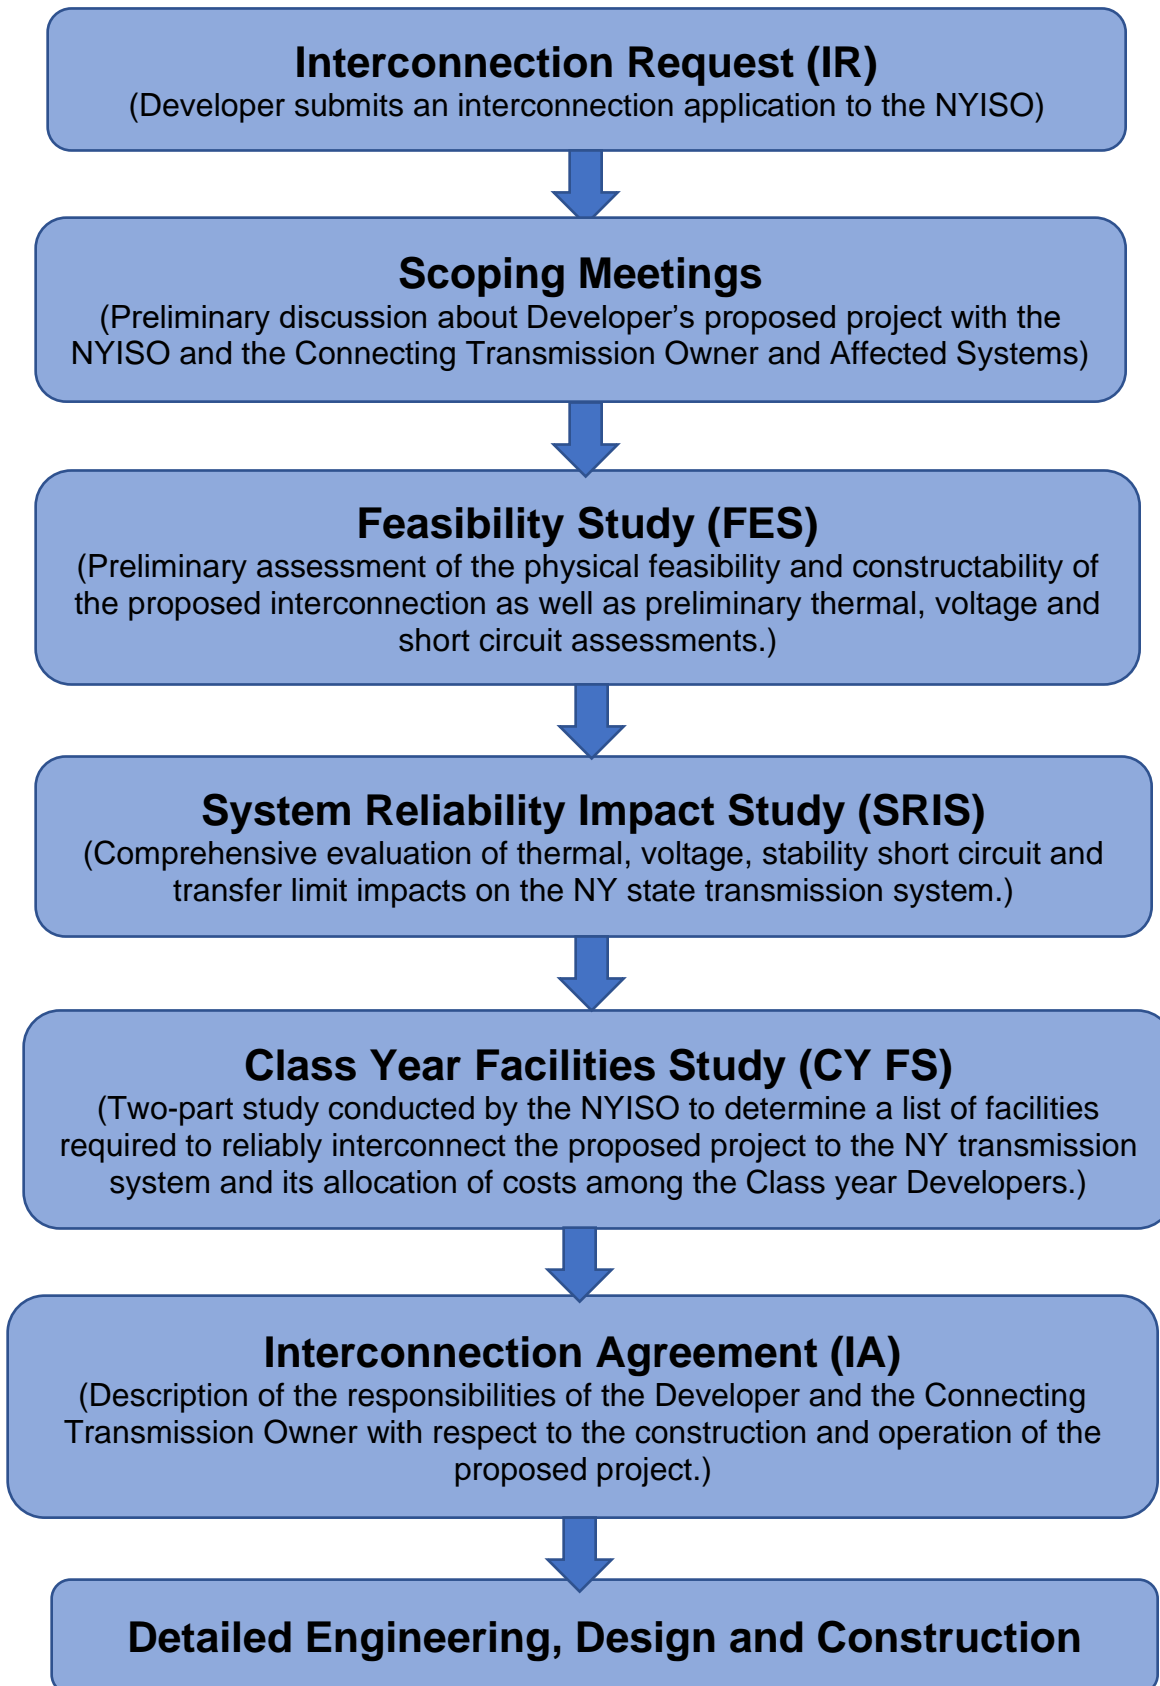 Interconnection Request (IR)
(Developer submits an interconnection application to the NYISO)
Scoping Meetings
(Preliminary discussion about Developer's proposed project with the
NYISO and the Connecting Transmission Owner and Affected Systems)
Feasibility Study (FES)
(Preliminary assessment of the physical feasibility and constructability of
the proposed interconnection as well as preliminary thermal, voltage and
short circuit assessments.)
System Reliability Impact Study (SRIS)
(Comprehensive evaluation of thermal, voltage, stability short circuit and
transfer limit impacts on the NY state transmission system.)
Class Year Facilities Study (CY FS)
(Two-part study conducted by the NYISO to determine a list of facilities
required to reliably interconnect the proposed project to the NY transmission
system and its allocation of costs among the Class year Developers.)
Interconnection Agreement (IA)
(Description of the responsibilities of the Developer and the Connecting
Transmission Owner with respect to the construction and operation of the
proposed project.)
Detailed Engineering, Design and Construction